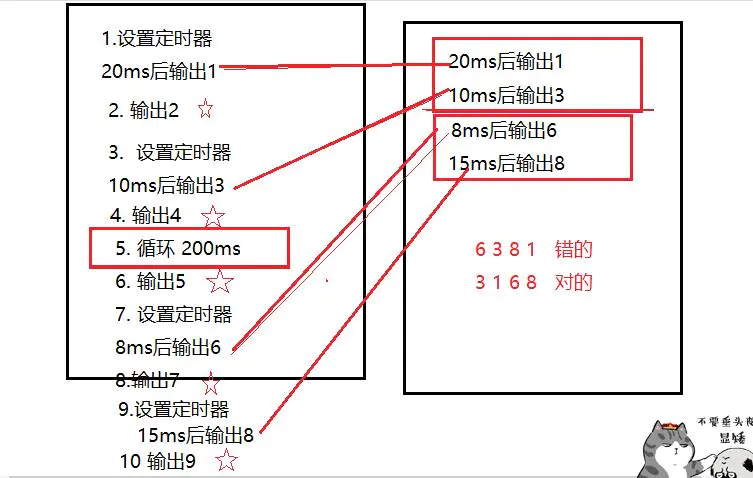 1.设置定时器
20ms后输出1
2. 输出2
3. 设置定时器
10ms后输出3
4. 输出4
5. 循环 200ms
6. 输出5
7. 设置定时器
8ms后输出6
8.输出7
9.设置定时器
15ms后输出8
10 输出9
20ms后输出1
10ms后输出3
8ms后输出6
15ms后输出8
6 3 8 1 错的
3 1 6 8 对的
不要垂头丧
显矮